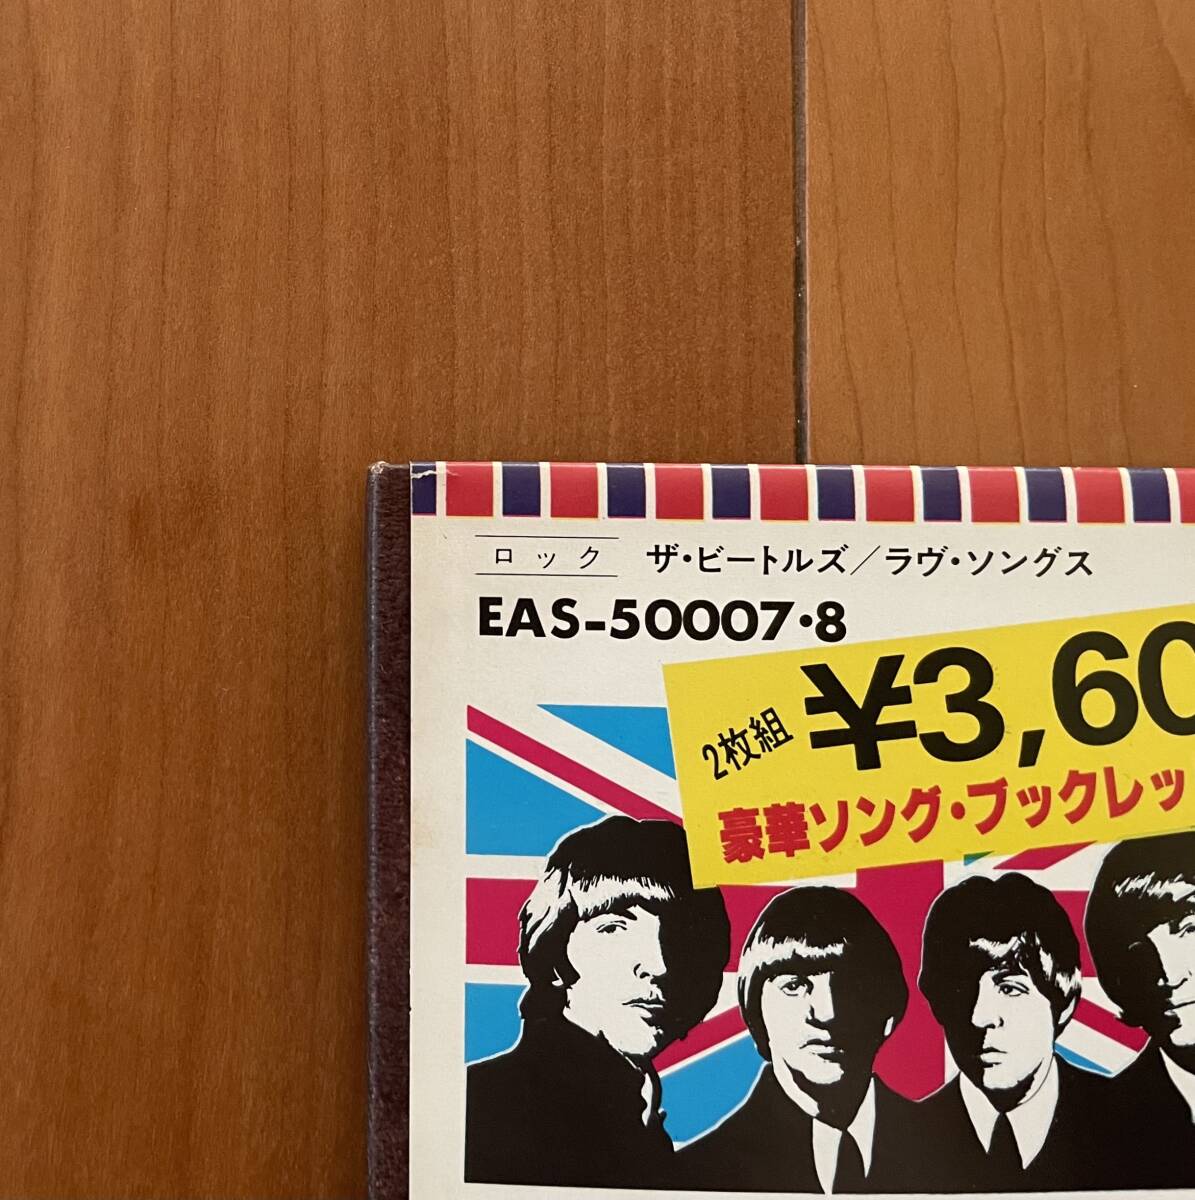 ロック ザ・ビートルズ／ラヴ・ソングス
EAS-50007・8
2枚組 ¥3,60
豪華ソング・ブックレッ